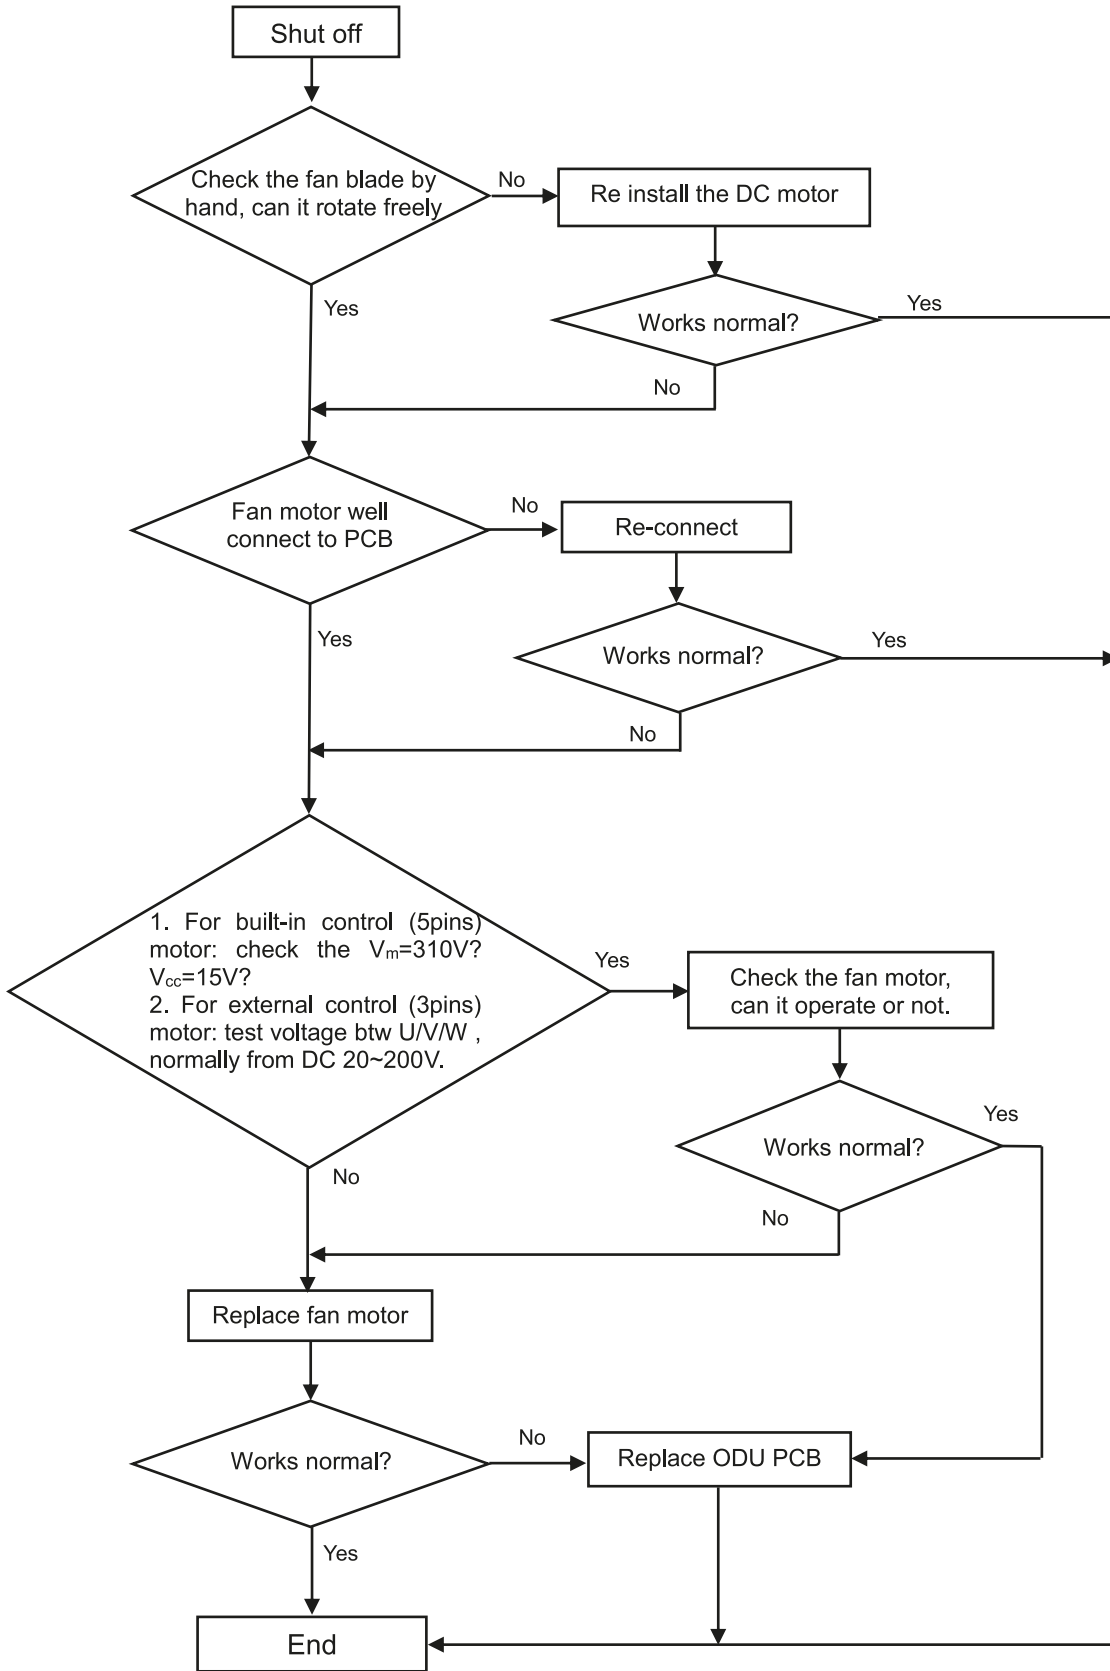 Shut off
Check the fan blade by
hand, can it rotate freely
No
Re install the DC motor
Yes
Works normal?
Yes
No
Fan motor well
connect to PCB
No
Re-connect
Yes
Works normal?
Yes
No
1. For built-in control (5pins)
motor: check the Vm=310V?
Vcc=15V?
2. For external control (3pins)
motor: test voltage btw U/V/W ,
normally from DC 20~200V.
Yes
Check the fan motor,
can it operate or not.
No
Works normal?
Yes
No
Replace fan motor
Works normal?
No
Replace ODU PCB
Yes
End